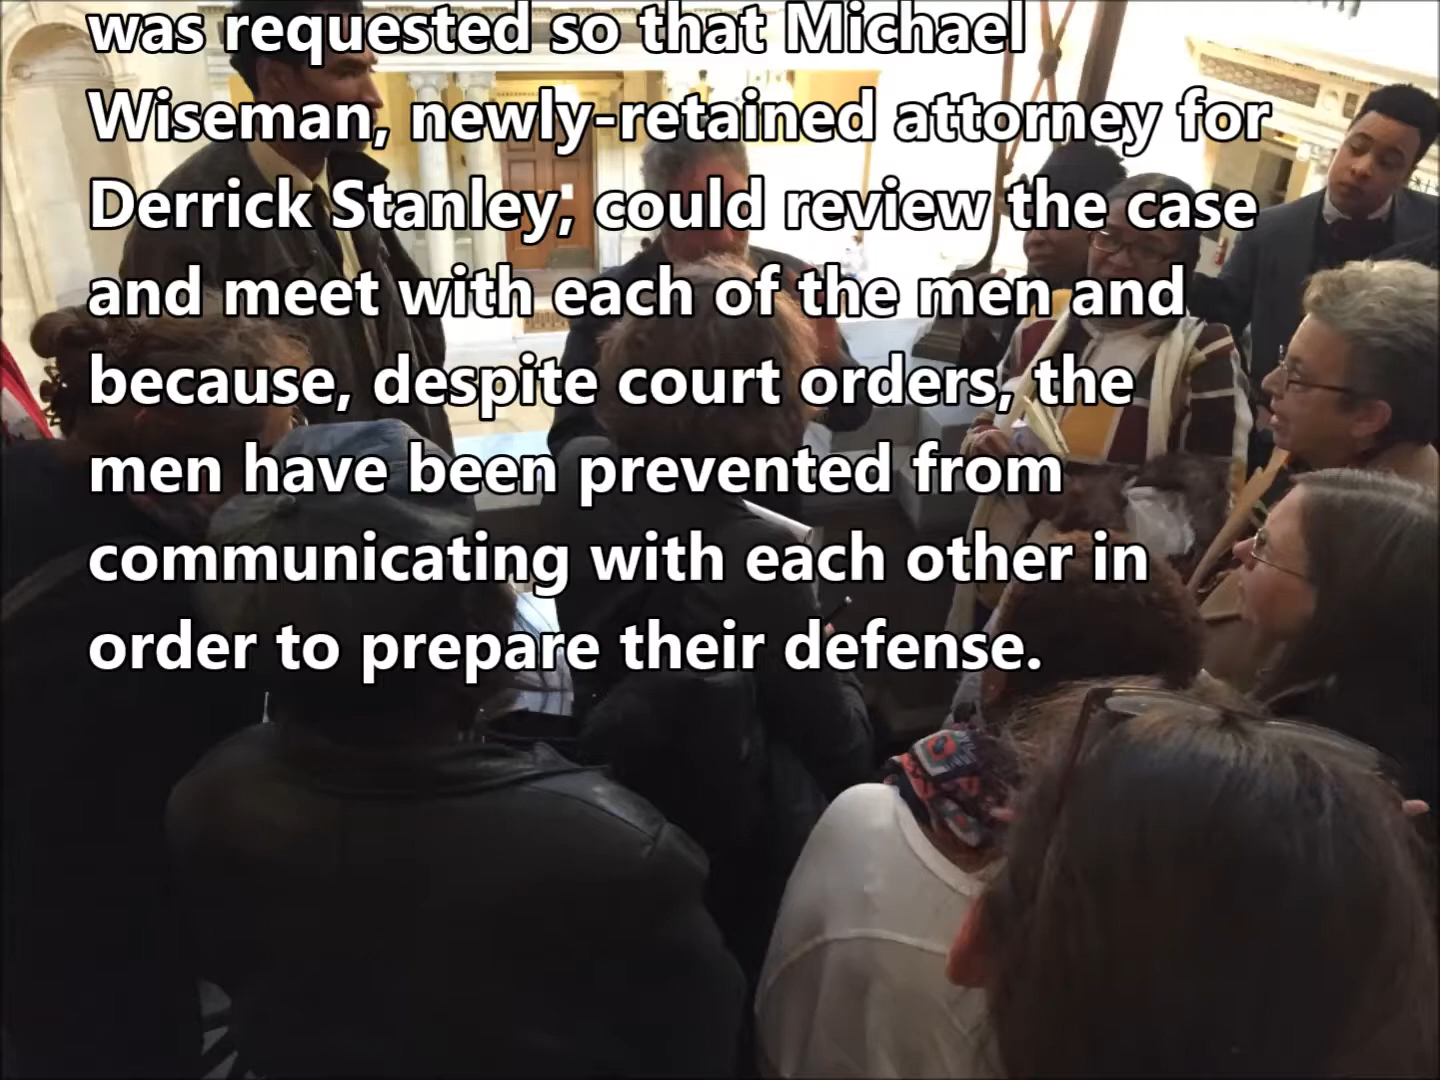 was requested so that Michael
Wiseman, newly-retained attorney for
Derrick Stanley, could review the case
and meet with each of the men and
because, despite court orders, the
men have been prevented from
communicating with each other in
order to prepare their defense.